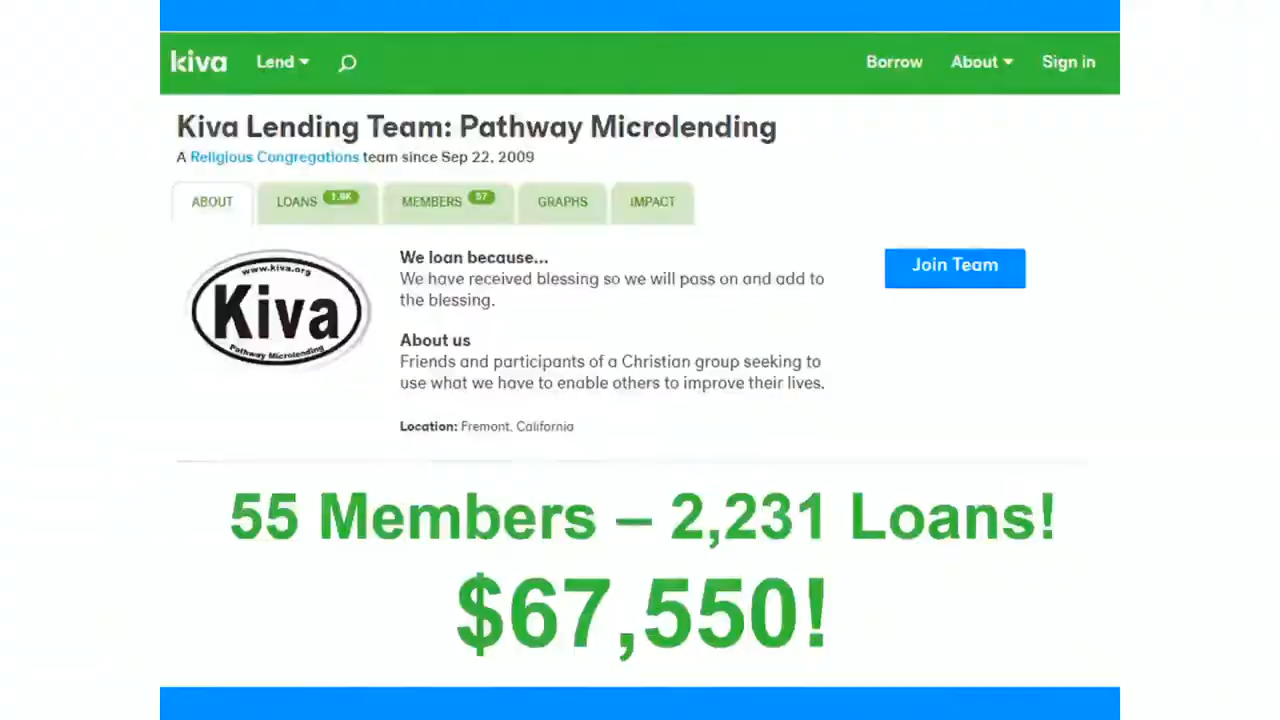 kiva Lend Borrow About Sign in
Kiva Lending Team: Pathway Microlending
A Religious Congregations team since Sep 22, 2009
ABOUT LOANS 1.8K MEMBERS 57 GRAPHS IMPACT
www.kiva.org
Kiva
Pathway Microlending
We loan because...
We have received blessing so we will pass on and add to
the blessing.
Join Team
About us
Friends and participants of a Christian group seeking to
use what we have to enable others to improve their lives.
Location: Fremont, California
55 Members – 2,231 Loans!
$67,550!